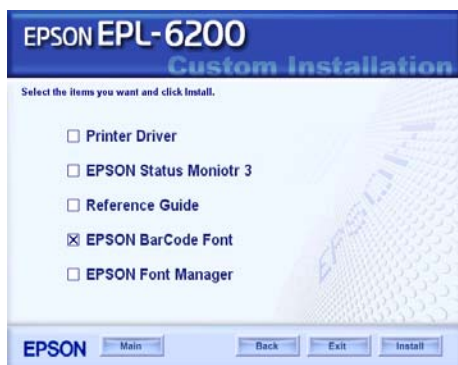 EPSON EPL-6200
Custom Installation
Select the items you want and click Install.
Printer Driver
EPSON Status Moniotr 3
Reference Guide
EPSON BarCode Font
EPSON Font Manager
EPSON
EPSON Main Back Exit Install